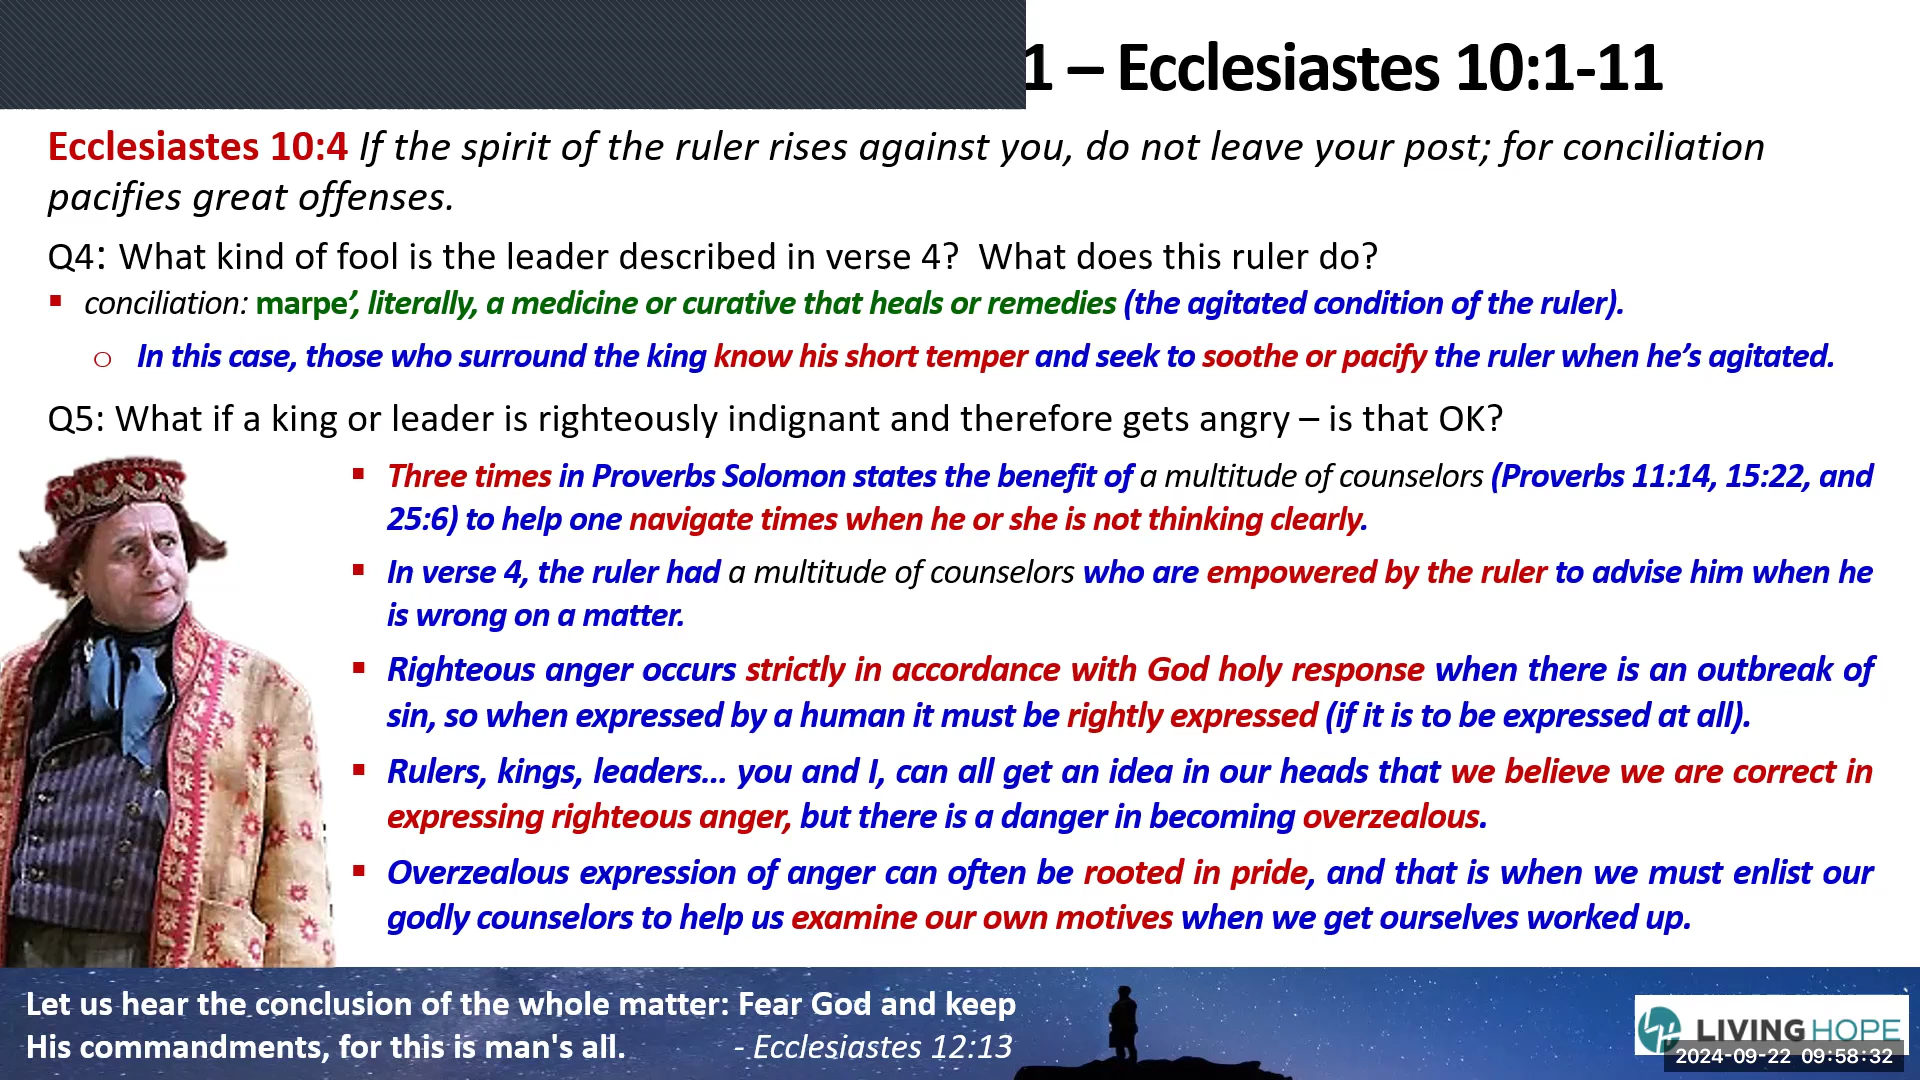 1 – Ecclesiastes 10:1-11
Ecclesiastes 10:4 If the spirit of the ruler rises against you, do not leave your post; for conciliation
pacifies great offenses.
Q4: What kind of fool is the leader described in verse 4?  What does this ruler do?
▪ conciliation: marpe’, literally, a medicine or curative that heals or remedies (the agitated condition of the ruler).
o In this case, those who surround the king know his short temper and seek to soothe or pacify the ruler when he’s agitated.
Q5: What if a king or leader is righteously indignant and therefore gets angry – is that OK?
▪ Three times in Proverbs Solomon states the benefit of a multitude of counselors (Proverbs 11:14, 15:22, and
25:6) to help one navigate times when he or she is not thinking clearly.
▪ In verse 4, the ruler had a multitude of counselors who are empowered by the ruler to advise him when he
is wrong on a matter.
▪ Righteous anger occurs strictly in accordance with God holy response when there is an outbreak of
sin, so when expressed by a human it must be rightly expressed (if it is to be expressed at all).
▪ Rulers, kings, leaders... you and I, can all get an idea in our heads that we believe we are correct in
expressing righteous anger, but there is a danger in becoming overzealous.
▪ Overzealous expression of anger can often be rooted in pride, and that is when we must enlist our
godly counselors to help us examine our own motives when we get ourselves worked up.
Let us hear the conclusion of the whole matter: Fear God and keep
His commandments, for this is man's all. - Ecclesiastes 12:13
LIVING HOPE
2024-09-22 09:58:32